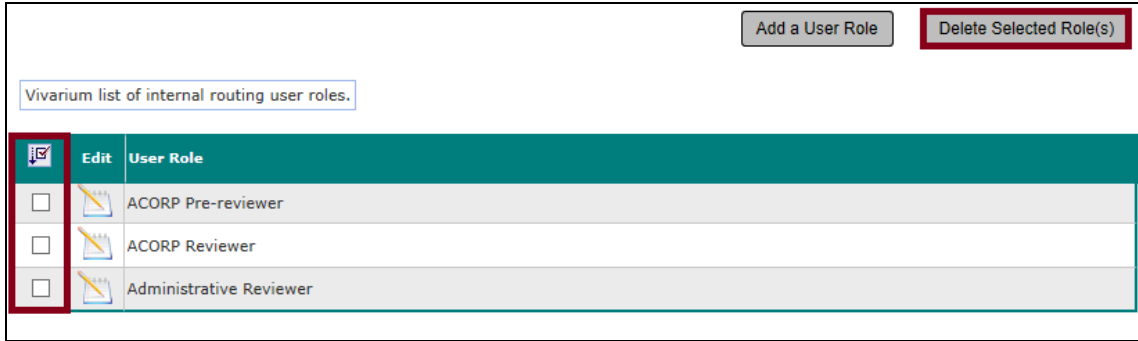 Add a User Role Delete Selected Role(s)
Vivarium list of internal routing user roles.
Edit User Role
ACORP Pre-reviewer
ACORP Reviewer
Administrative Reviewer